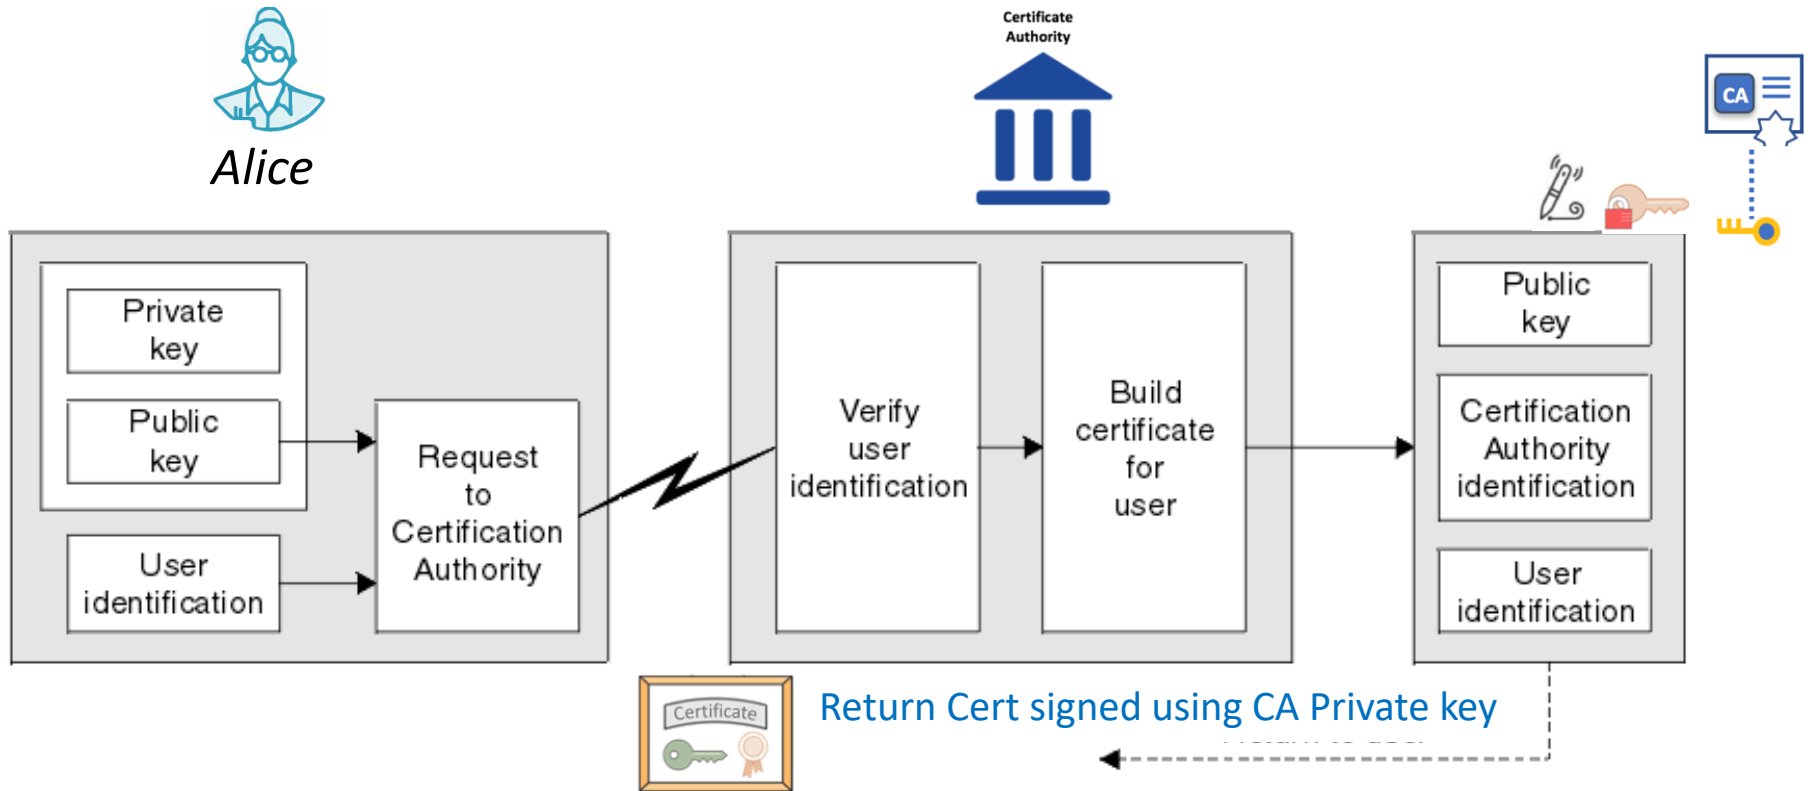 Certificate
Authority
CA
Alice
Private
key
Public
key
User
identification
Request
to
Certification
Authority
Verify
user
identification
Build
certificate
for
user
Public
key
Certification
Authority
identification
User
identification
Certificate
Return Cert signed using CA Private key